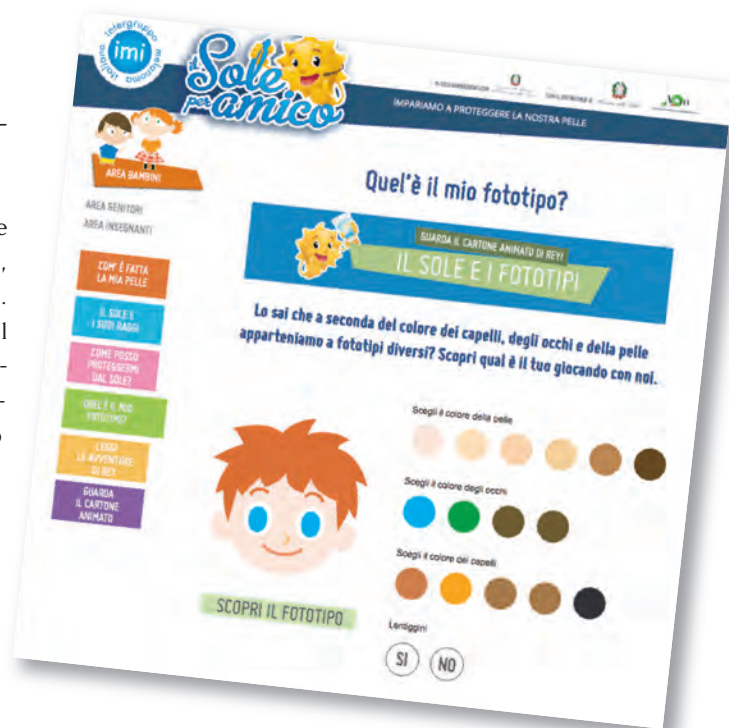 intergruppo melanoma italiano
imi
il Sole
per amico
IMPARIAMO A PROTEGGERE LA NOSTRA PELLE
AREA BAMBINI
AREA GENITORI
AREA INSEGNANTI
COM' È FATTA
LA MIA PELLE
IL SOLE E
I SUOI RAGGI
COME POSSO
PROTEGGERMI
DAL SOLE?
QUEL'È IL MIO
FOTOTIPO?
LEGGI
LE AVVENTURE
DI REY
GUARDA
IL CARTONE
ANIMATO
Quel'è il mio fototipo?
GUARDA IL CARTONE ANIMATO DI REY!
IL SOLE E I FOTOTIPI
Lo sai che a seconda del colore dei capelli, degli occhi e della pelle
apparteniamo a fototipi diversi? Scopri qual è il tuo giocando con noi.
Scegli il colore della pelle
Scegli il colore degli occhi
Scegli il colore dei capelli
Lentiggini
SI NO
SCOPRI IL FOTOTIPO